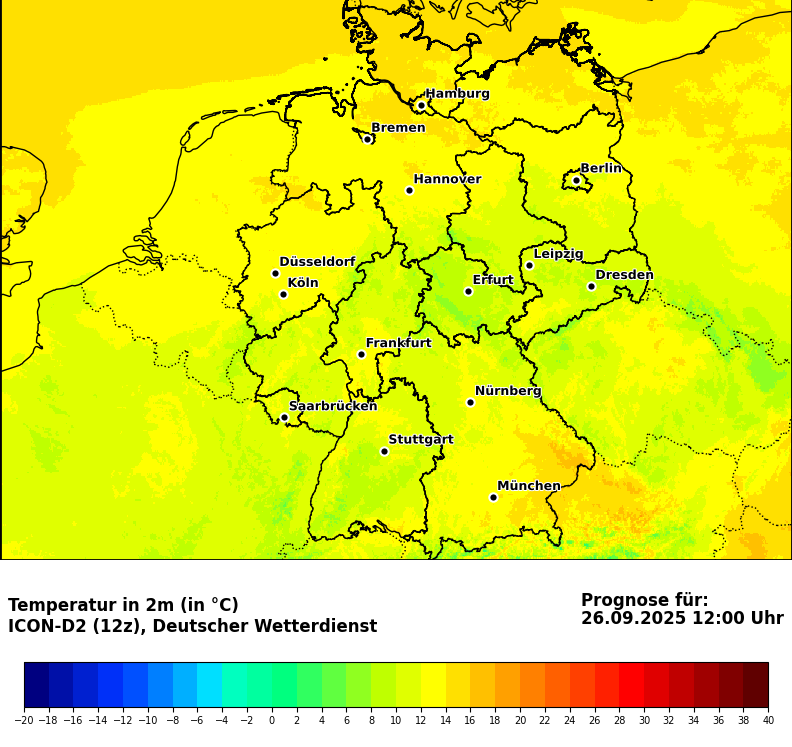 Hamburg
Bremen
Berlin
Hannover
Leipzig
Düsseldorf
Dresden
Köln
Erfurt
Frankfurt
Nürnberg
Saarbrücken
Stuttgart
München
Temperatur in 2m (in °C)
ICON-D2 (12z), Deutscher Wetterdienst
Prognose für:
26.09.2025 12:00 Uhr
−20 −18 −16 −14 −12 −10 −8 −6 −4 −2 0 2 4 6 8 10 12 14 16 18 20 22 24 26 28 30 32 34 36 38 40